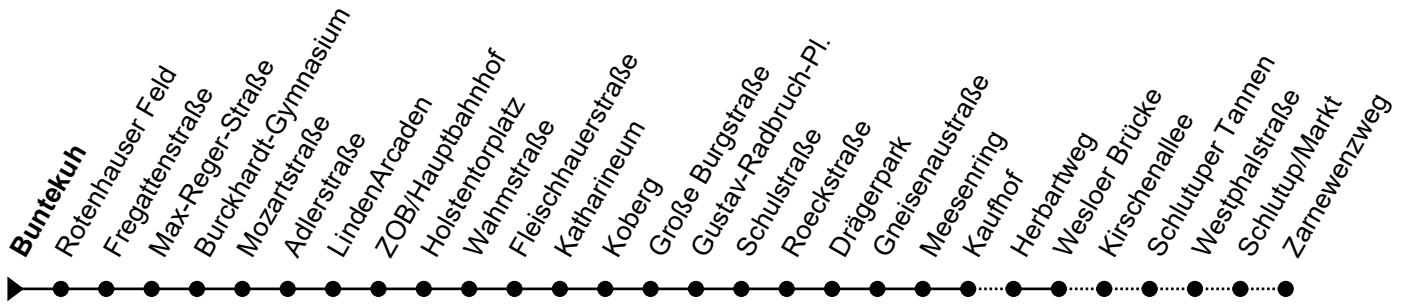 Buntekuh
Rotenhauser Feld
Fregattenstraße
Max-Reger-Straße
Burckhardt-Gymnasium
Mozartstraße
Adlerstraße
LindenArcaden
ZOB/Hauptbahnhof
Holstentorplatz
Wahmstraße
Fleischhauerstraße
Katharineum
Koberg
Große Burgstraße
Gustav-Radbruch-Pl.
Schulstraße
Roeckstraße
Drägerpark
Gneisenaustraße
Meesenring
Kaufhof
Herbartweg
Wesloer Brücke
Kirschenallee
Schlutuper Tannen
Westphalstraße
Schlutup/Markt
Zarnewenzweg